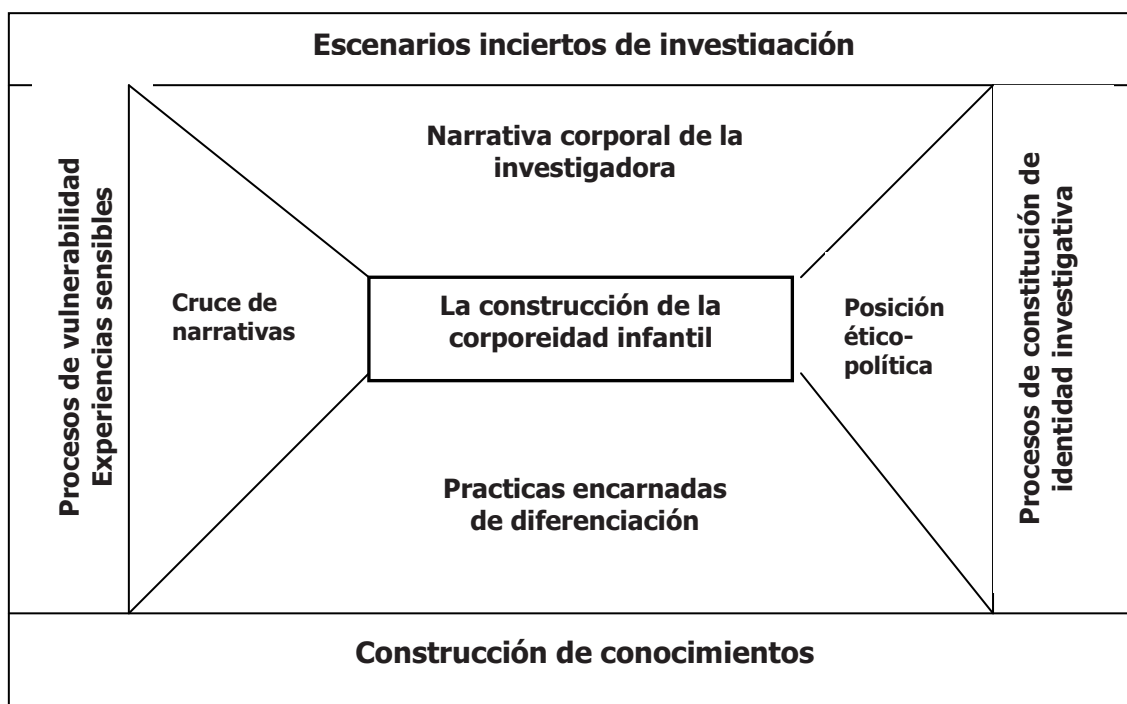 Escenarios inciertos de investigación
Narrativa corporal de la
investigadora
Procesos de vulnerabilidad
Experiencias sensibles
Cruce de
narrativas
La construcción de la
corporeidad infantil
Posición
ético-
política
Procesos de constitución de
identidad investigativa
Practicas encarnadas
de diferenciación
Construcción de conocimientos